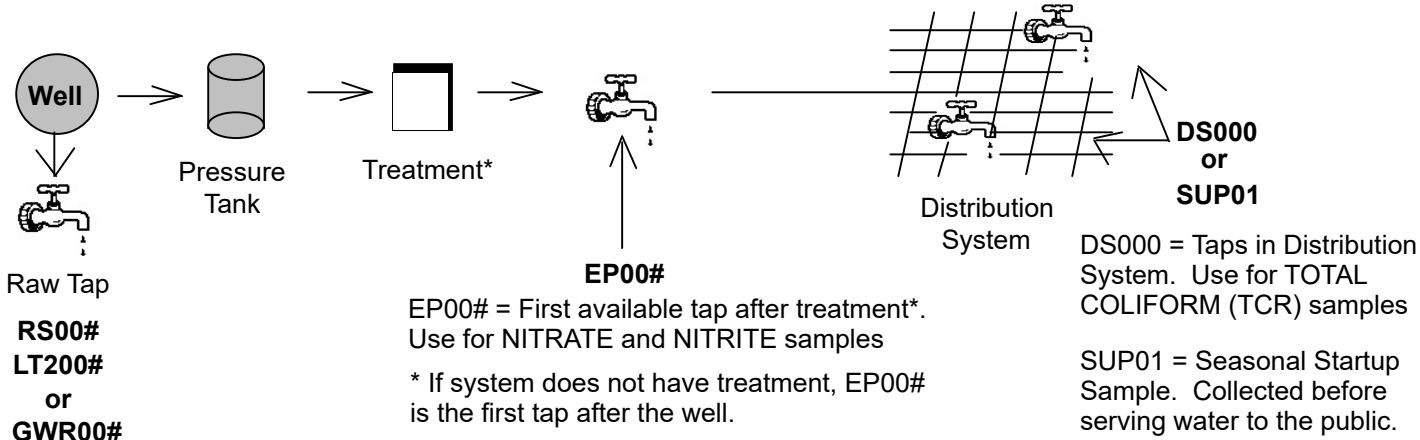 Well
Pressure
Tank
Treatment*
Raw Tap
RS00#
LT200#
or
GWR00#
EP00#
EP00# = First available tap after treatment*.
Use for NITRATE and NITRITE samples
* If system does not have treatment, EP00#
is the first tap after the well.
Distribution
System
DS000
or
SUP01
DS000 = Taps in Distribution
System. Use for TOTAL
COLIFORM (TCR) samples
SUP01 = Seasonal Startup
Sample. Collected before
serving water to the public.